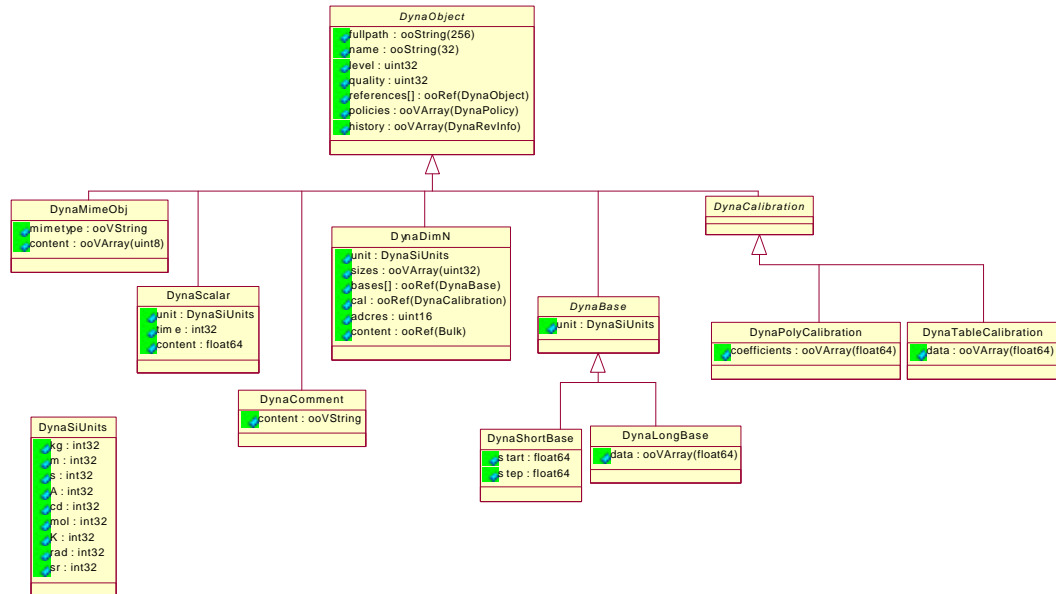 DynaObject
fullpath : ooString(256)
name : ooString(32)
level : uint32
quality : uint32
references[] : ooRef(DynaObject)
policies : ooVArray(DynaPolicy)
history : ooVArray(DynaRevInfo)
DynaMimeObj
mimetype : ooVString
content : ooVArray(uint8)
DynaScalar
unit : DynaSiUnits
time : int32
content : float64
DynaComment
content : ooVString
DynaDimN
unit : DynaSiUnits
sizes : ooVArray(uint32)
bases[] : ooRef(DynaBase)
cal : ooRef(DynaCalibration)
adcres : uint16
content : ooRef(Bulk)
DynaBase
unit : DynaSiUnits
DynaCalibration
DynaPolyCalibration
coefficients : ooVArray(float64)
DynaTableCalibration
data : ooVArray(float64)
DynaShortBase
start : float64
step : float64
DynaLongBase
data : ooVArray(float64)
DynaSiUnits
kg : int32
m : int32
s : int32
A : int32
cd : int32
mol : int32
K : int32
rad : int32
sr : int32